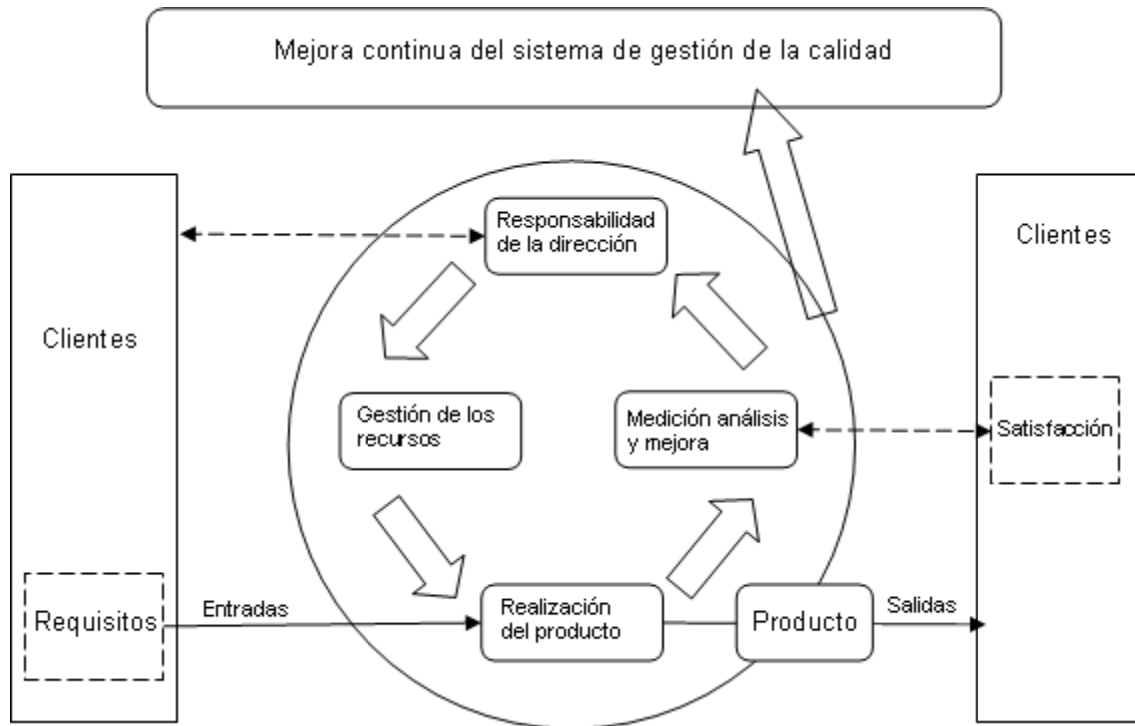 Mejora continua del sistema de gestión de la calidad
Responsabilidad
de la dirección
Clientes
Clientes
Gestión de los
recursos
Medición análisis
y mejora
Satisfacción
Requisitos
Entradas
Realización
del producto
Producto
Salidas